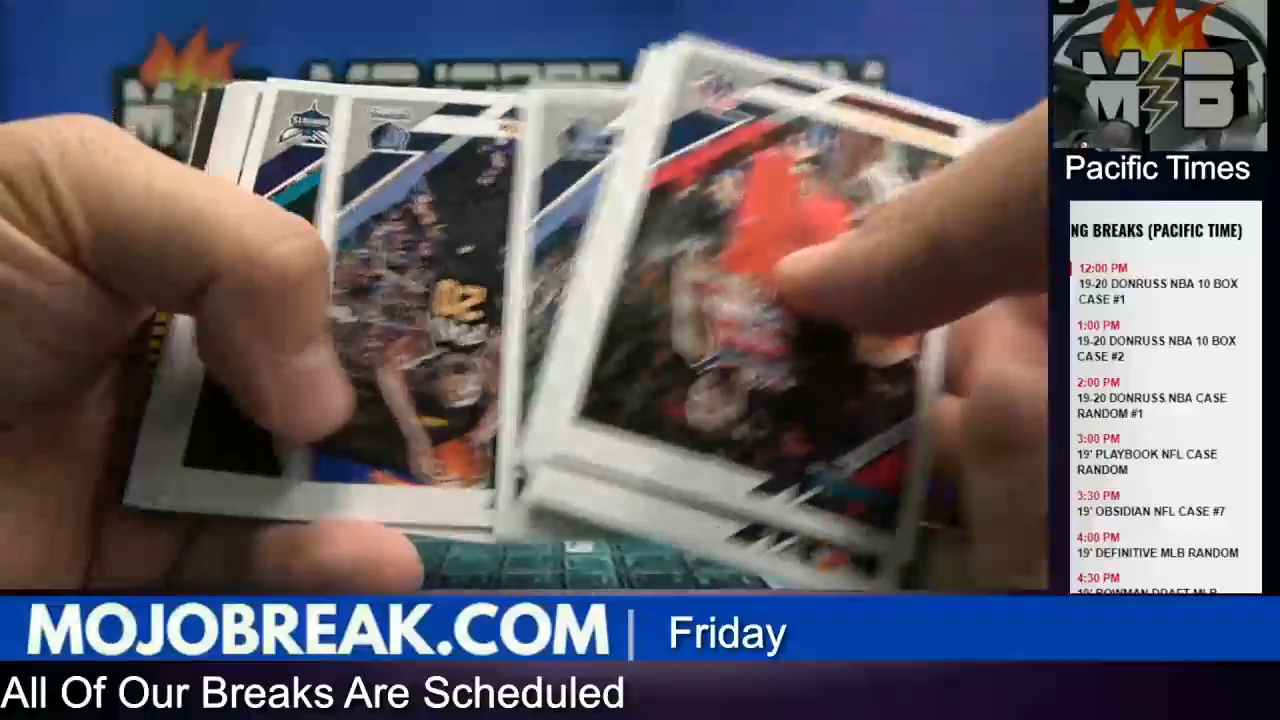 M B
Pacific Times
NG BREAKS (PACIFIC TIME)
12:00 PM
19-20 DONRUSS NBA 10 BOX
CASE #1
1:00 PM
19-20 DONRUSS NBA 10 BOX
CASE #2
2:00 PM
19-20 DONRUSS NBA CASE
RANDOM #1
3:00 PM
19' PLAYBOOK NFL CASE
RANDOM
3:30 PM
19' OBSIDIAN NFL CASE #7
4:00 PM
19' DEFINITIVE MLB RANDOM
4:30 PM
MOJOBREAK.COM | Friday
All Of Our Breaks Are Scheduled